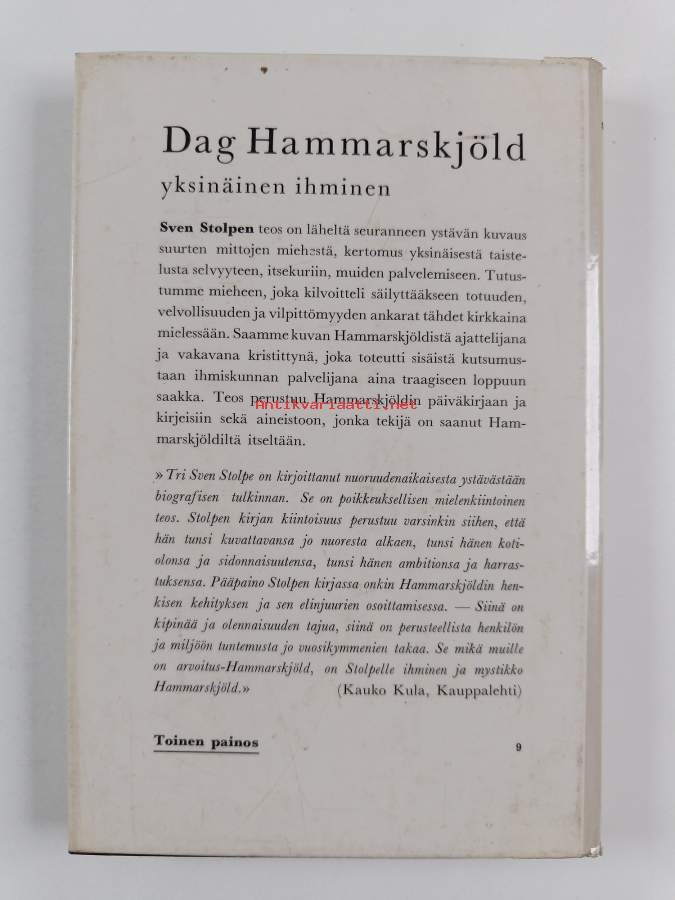 Dag Hammarskjöld
yksinäinen ihminen
Sven Stolpen teos on läheltä seuranneen ystävän kuvaus
suurten mittojen miehestä, kertomus yksinäisestä taiste-
lusta selvyyteen, itsekuriin, muiden palvelemiseen. Tutus-
tumme mieheen, joka kilvoitteli säilyttääkseen totuuden,
velvollisuuden ja vilpittömyyden ankarat tähdet kirkkaina
mielessään. Saamme kuvan Hammarskjöldistä ajattelijana
ja vakavana kristittynä, joka toteutti sisäistä kutsumus-
taan ihmiskunnan palvelijana aina traagiseen loppuun
saakka. Teos perustuu Hammarskjöldin päiväkirjaan ja
Antikvariaatti.net
kirjeisiin sekä aineistoon, jonka tekijä on saanut Ham-
marskjöldiltä itseltään.
» Tri Sven Stolpe on kirjoittanut nuoruudenaikaisesta ystävästään
biografisen tulkinnan. Se on poikkeuksellisen mielenkiintoinen
teos. Stolpen kirjan kiintoisuus perustuu varsinkin siihen, että
hän tunsi kuvattavansa jo nuoresta alkaen, tunsi hänen koti-
olonsa ja sidonnaisuutensa, tunsi hänen ambitionsa ja harras-
tuksensa. Pääpaino Stolpen kirjassa onkin Hammarskjöldin hen-
kisen kehityksen ja sen elinjuurien osoittamisessa. — Siinä on
kipinää ja olennaisuuden tajua, siinä on perusteellista henkilön
ja miljöön tuntemusta jo vuosikymmenien takaa. Se mikä muille
on arvoitus-Hammarskjöld, on Stolpelle ihminen ja mystikko
Hammarskjöld.» (Kauko Kula, Kauppalehti)
Toinen painos 9